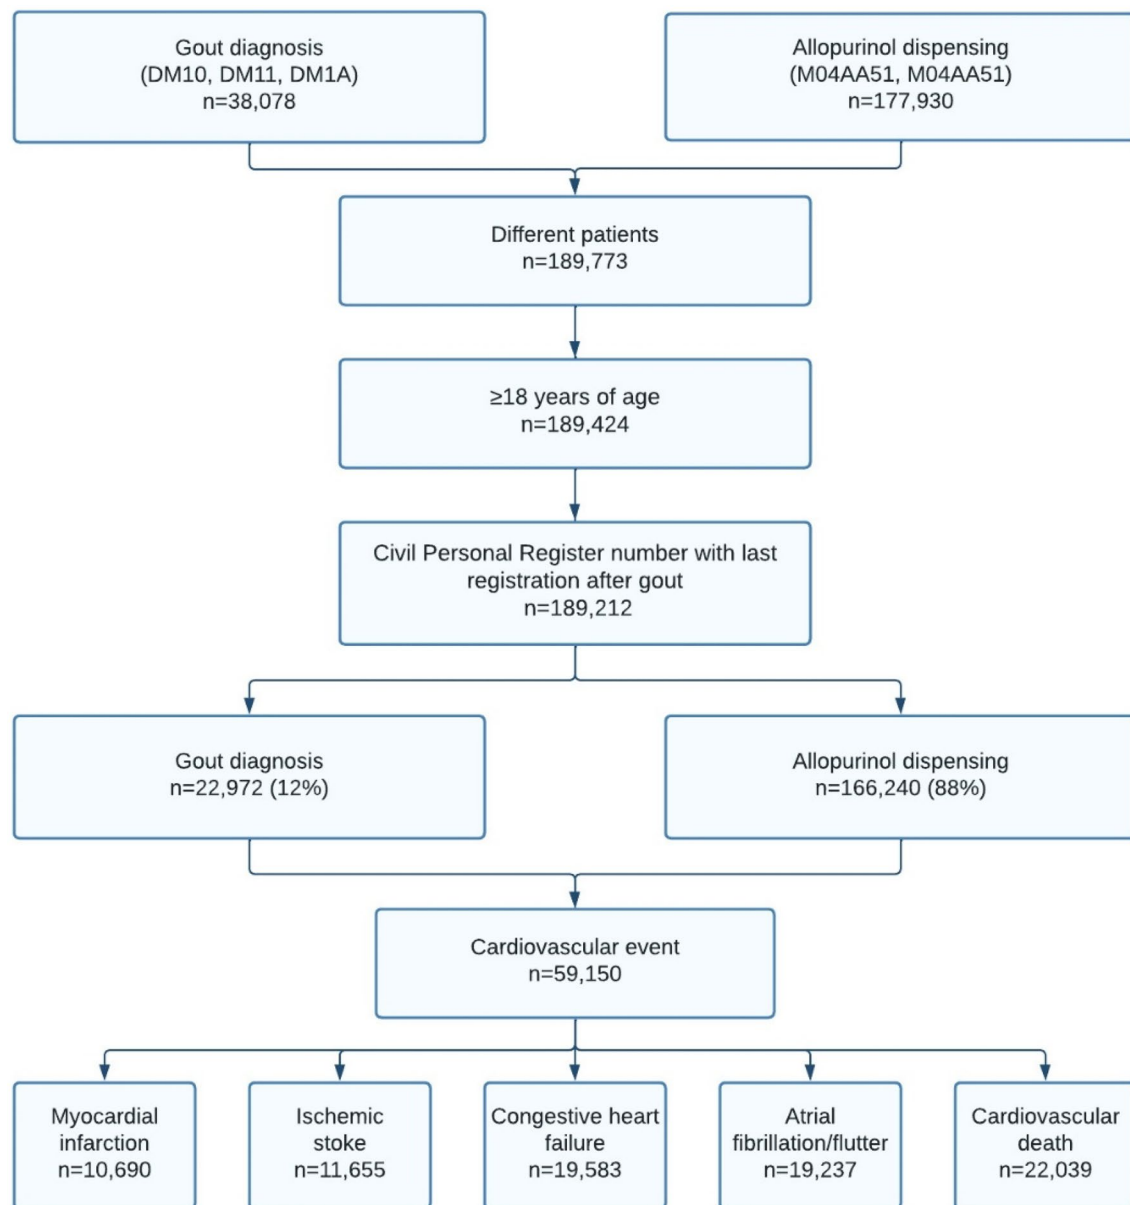 Gout diagnosis
(DM10, DM11, DM1A)
n=38,078
Allopurinol dispensing
(M04AA51, M04AA51)
n=177,930
Different patients
n=189,773
≥18 years of age
n=189,424
Civil Personal Register number with last
registration after gout
n=189,212
Gout diagnosis
n=22,972 (12%)
Allopurinol dispensing
n=166,240 (88%)
Cardiovascular event
n=59,150
Myocardial
infarction
n=10,690
Ischemic
stoke
n=11,655
Congestive heart
failure
n=19,583
Atrial
fibrillation/flutter
n=19,237
Cardiovascular
death
n=22,039